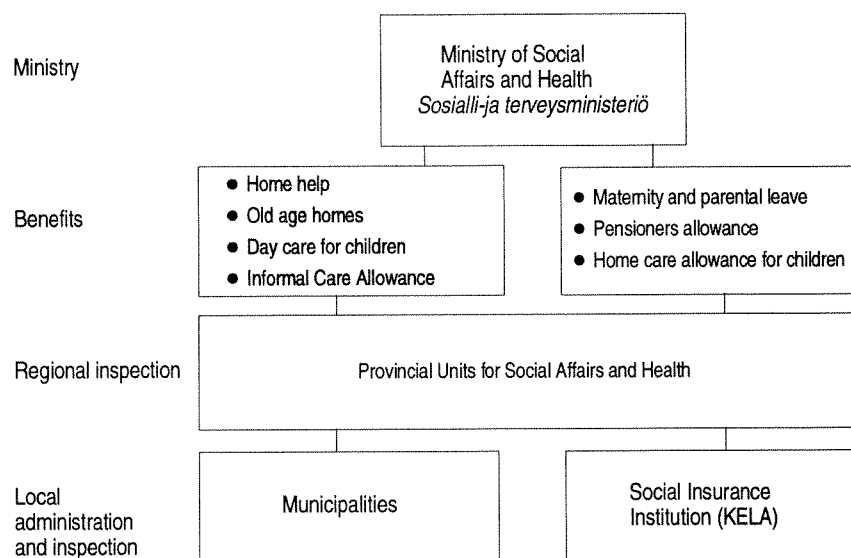 Ministry
Ministry of Social
Affairs and Health
Sosialli-ja terveysministeriö
Benefits
● Home help
● Old age homes
● Day care for children
● Informal Care Allowance
● Maternity and parental leave
● Pensioners allowance
● Home care allowance for children
Regional inspection
Provincial Units for Social Affairs and Health
Local
administration
and inspection
Municipalities
Social Insurance
Institution (KELA)